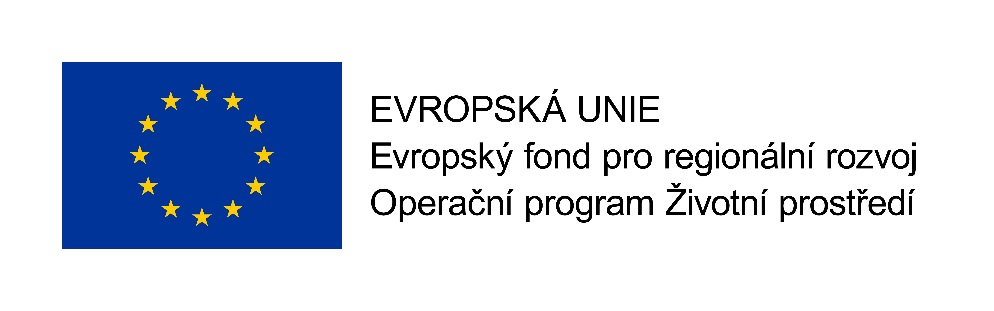 EVROPSKÁ UNIE
Evropský fond pro regionální rozvoj
Operační program Životní prostředí